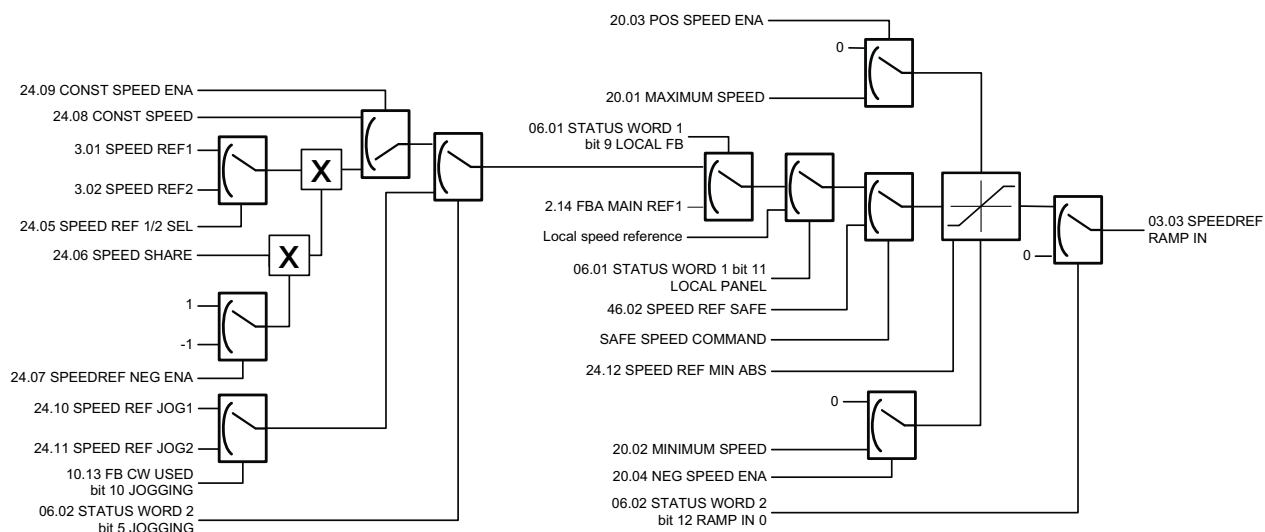 20.03 POS SPEED ENA
0
24.09 CONST SPEED ENA
24.08 CONST SPEED
20.01 MAXIMUM SPEED
06.01 STATUS WORD 1
bit 9 LOCAL FB
3.01 SPEED REF1
X
3.02 SPEED REF2
2.14 FBA MAIN REF1
24.05 SPEED REF 1/2 SEL
Local speed reference
03.03 SPEEDREF
RAMP IN
24.06 SPEED SHARE
X
0
06.01 STATUS WORD 1 bit 11
LOCAL PANEL
1
46.02 SPEED REF SAFE
-1
SAFE SPEED COMMAND
24.07 SPEEDREF NEG ENA
24.12 SPEED REF MIN ABS
24.10 SPEED REF JOG1
0
24.11 SPEED REF JOG2
20.02 MINIMUM SPEED
10.13 FB CW USED
bit 10 JOGGING
20.04 NEG SPEED ENA
06.02 STATUS WORD 2
bit 5 JOGGING
06.02 STATUS WORD 2
bit 12 RAMP IN 0